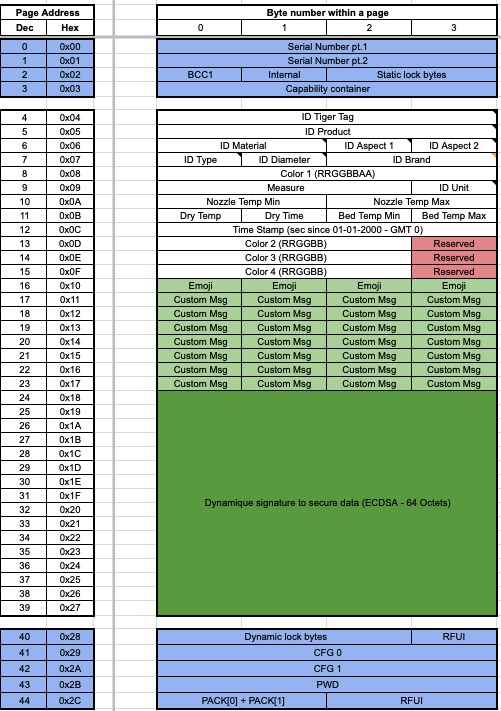 Page Address Byte number within a page
Dec Hex 0 1 2 3
0 0x00 Serial Number pt.1
1 0x01 Serial Number pt.2
2 0x02 BCC1 Internal Static lock bytes
3 0x03 Capability container
4 0x04 ID Tiger Tag
5 0x05 ID Product
6 0x06 ID Material ID Aspect 1 ID Aspect 2
7 0x07 ID Type ID Diameter ID Brand
8 0x08 Color 1 (RRGGBBAA)
9 0x09 Measure ID Unit
10 0x0A Nozzle Temp Min Nozzle Temp Max
11 0x0B Dry Temp Dry Time Bed Temp Min Bed Temp Max
12 0x0C Time Stamp (sec since 01-01-2000 - GMT 0)
13 0x0D Color 2 (RRGGBB) Reserved
14 0x0E Color 3 (RRGGBB) Reserved
15 0x0F Color 4 (RRGGBB) Reserved
16 0x10 Emoji Emoji Emoji Emoji
17 0x11 Custom Msg Custom Msg Custom Msg Custom Msg
18 0x12 Custom Msg Custom Msg Custom Msg Custom Msg
19 0x13 Custom Msg Custom Msg Custom Msg Custom Msg
20 0x14 Custom Msg Custom Msg Custom Msg Custom Msg
21 0x15 Custom Msg Custom Msg Custom Msg Custom Msg
22 0x16 Custom Msg Custom Msg Custom Msg Custom Msg
23 0x17 Custom Msg Custom Msg Custom Msg Custom Msg
24 0x18
25 0x19
26 0x1A
27 0x1B
28 0x1C
29 0x1D
30 0x1E
31 0x1F Dynamique signature to secure data (ECDSA - 64 Octets)
32 0x20
33 0x21
34 0x22
35 0x23
36 0x24
37 0x25
38 0x26
39 0x27
40 0x28 Dynamic lock bytes RFUI
41 0x29 CFG 0
42 0x2A CFG 1
43 0x2B PWD
44 0x2C PACK[0] + PACK[1] RFUI